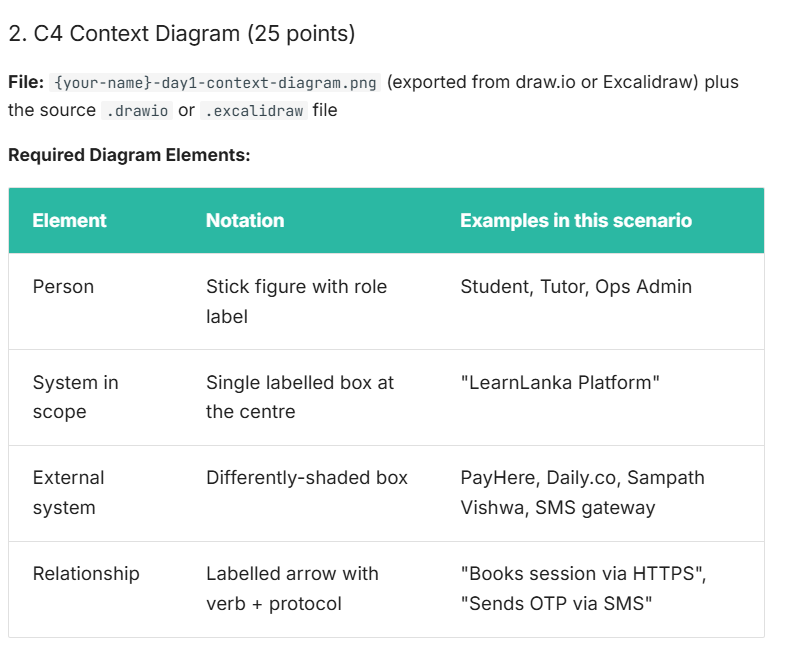 2. C4 Context Diagram (25 points)
File: {your-name}-day1-context-diagram.png (exported from draw.io or Excalidraw) plus
the source .drawio or .excalidraw file
Required Diagram Elements:
Element Notation Examples in this scenario
Person Stick figure with role Student, Tutor, Ops Admin
label
System in Single labelled box at "LearnLanka Platform"
scope the centre
External Differently-shaded box PayHere, Daily.co, Sampath
system Vishwa, SMS gateway
Relationship Labelled arrow with "Books session via HTTPS",
verb + protocol "Sends OTP via SMS"